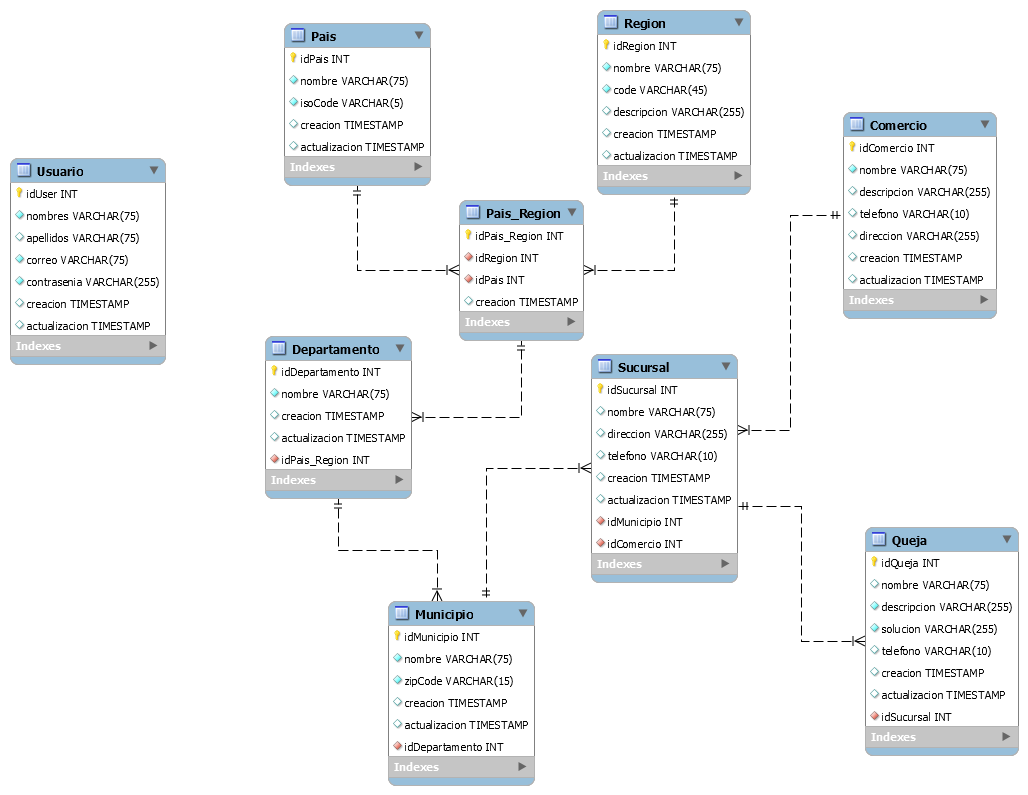 Pais
idPais INT
nombre VARCHAR(75)
isoCode VARCHAR(5)
creacion TIMESTAMP
actualizacion TIMESTAMP
Indexes
Region
idRegion INT
nombre VARCHAR(75)
code VARCHAR(45)
descripcion VARCHAR(255)
creacion TIMESTAMP
actualizacion TIMESTAMP
Indexes
Comercio
idComercio INT
nombre VARCHAR(75)
descripcion VARCHAR(255)
telefono VARCHAR(10)
direccion VARCHAR(255)
creacion TIMESTAMP
actualizacion TIMESTAMP
Indexes
Usuario
idUser INT
nombres VARCHAR(75)
apellidos VARCHAR(75)
correo VARCHAR(75)
contrasenia VARCHAR(255)
creacion TIMESTAMP
actualizacion TIMESTAMP
Indexes
Pais_Region
idPais_Region INT
idRegion INT
idPais INT
creacion TIMESTAMP
Indexes
Departamento
idDepartamento INT
nombre VARCHAR(75)
creacion TIMESTAMP
actualizacion TIMESTAMP
idPais_Region INT
Indexes
Sucursal
idSucursal INT
nombre VARCHAR(75)
direccion VARCHAR(255)
telefono VARCHAR(10)
creacion TIMESTAMP
actualizacion TIMESTAMP
idMunicipio INT
idComercio INT
Indexes
Queja
idQueja INT
nombre VARCHAR(75)
descripcion VARCHAR(255)
solucion VARCHAR(255)
telefono VARCHAR(10)
creacion TIMESTAMP
actualizacion TIMESTAMP
idSucursal INT
Indexes
Municipio
idMunicipio INT
nombre VARCHAR(75)
zipCode VARCHAR(15)
creacion TIMESTAMP
actualizacion TIMESTAMP
idDepartamento INT
Indexes